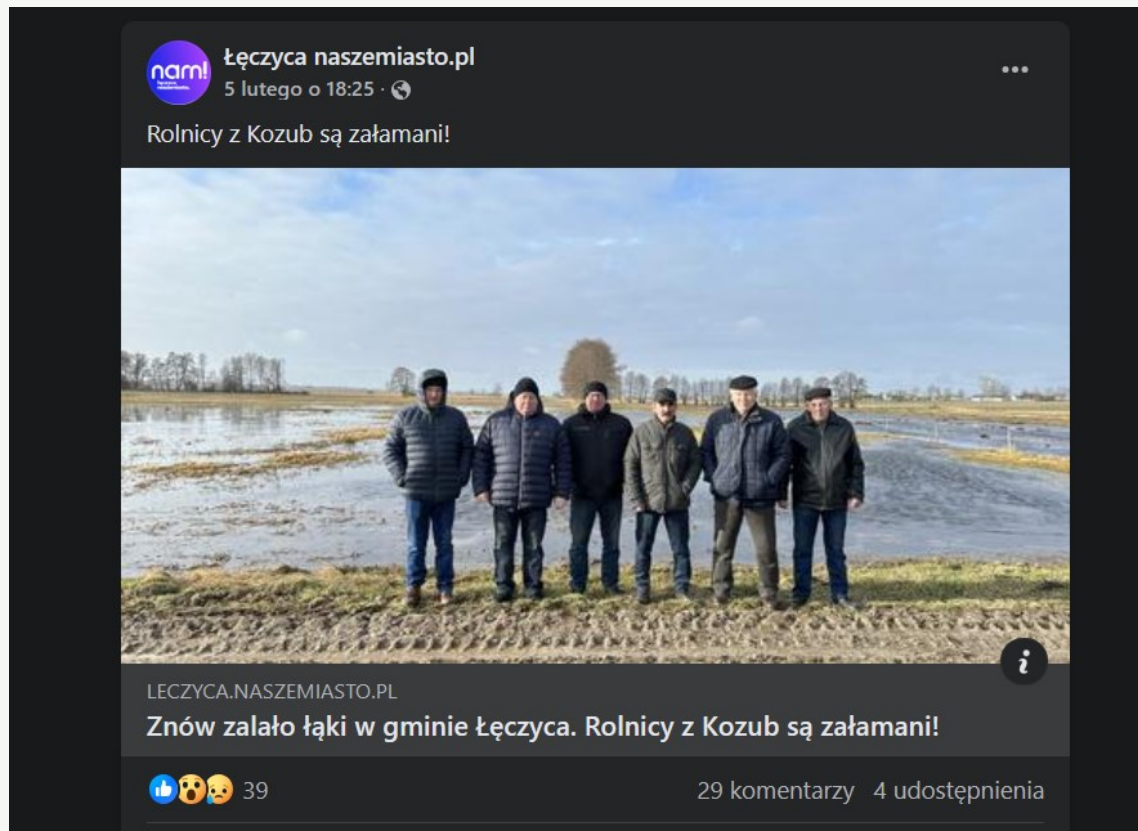 nam!
Łęczyca naszemiasto.pl
5 lutego o 18:25 ·
Rolnicy z Kozub są załamani!
LECZYCA.NASZEMIASTO.PL
Znów zalało łąki w gminie Łęczyca. Rolnicy z Kozub są załamani!
39
29 komentarzy 4 udostępnienia